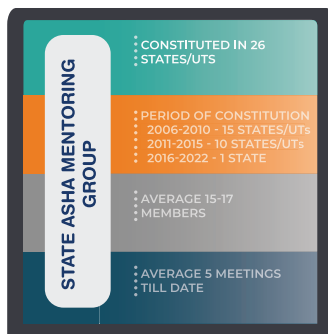 STATE ASHA MENTORING
GROUP
CONSTITUTED IN 26
STATES/UTS
PERIOD OF CONSTITUTION
2006-2010 - 15 STATES/UTs
2011-2015 - 10 STATES/UTs
2016-2022 - 1 STATE
AVERAGE 15-17
MEMBERS
AVERAGE 5 MEETINGS
TILL DATE